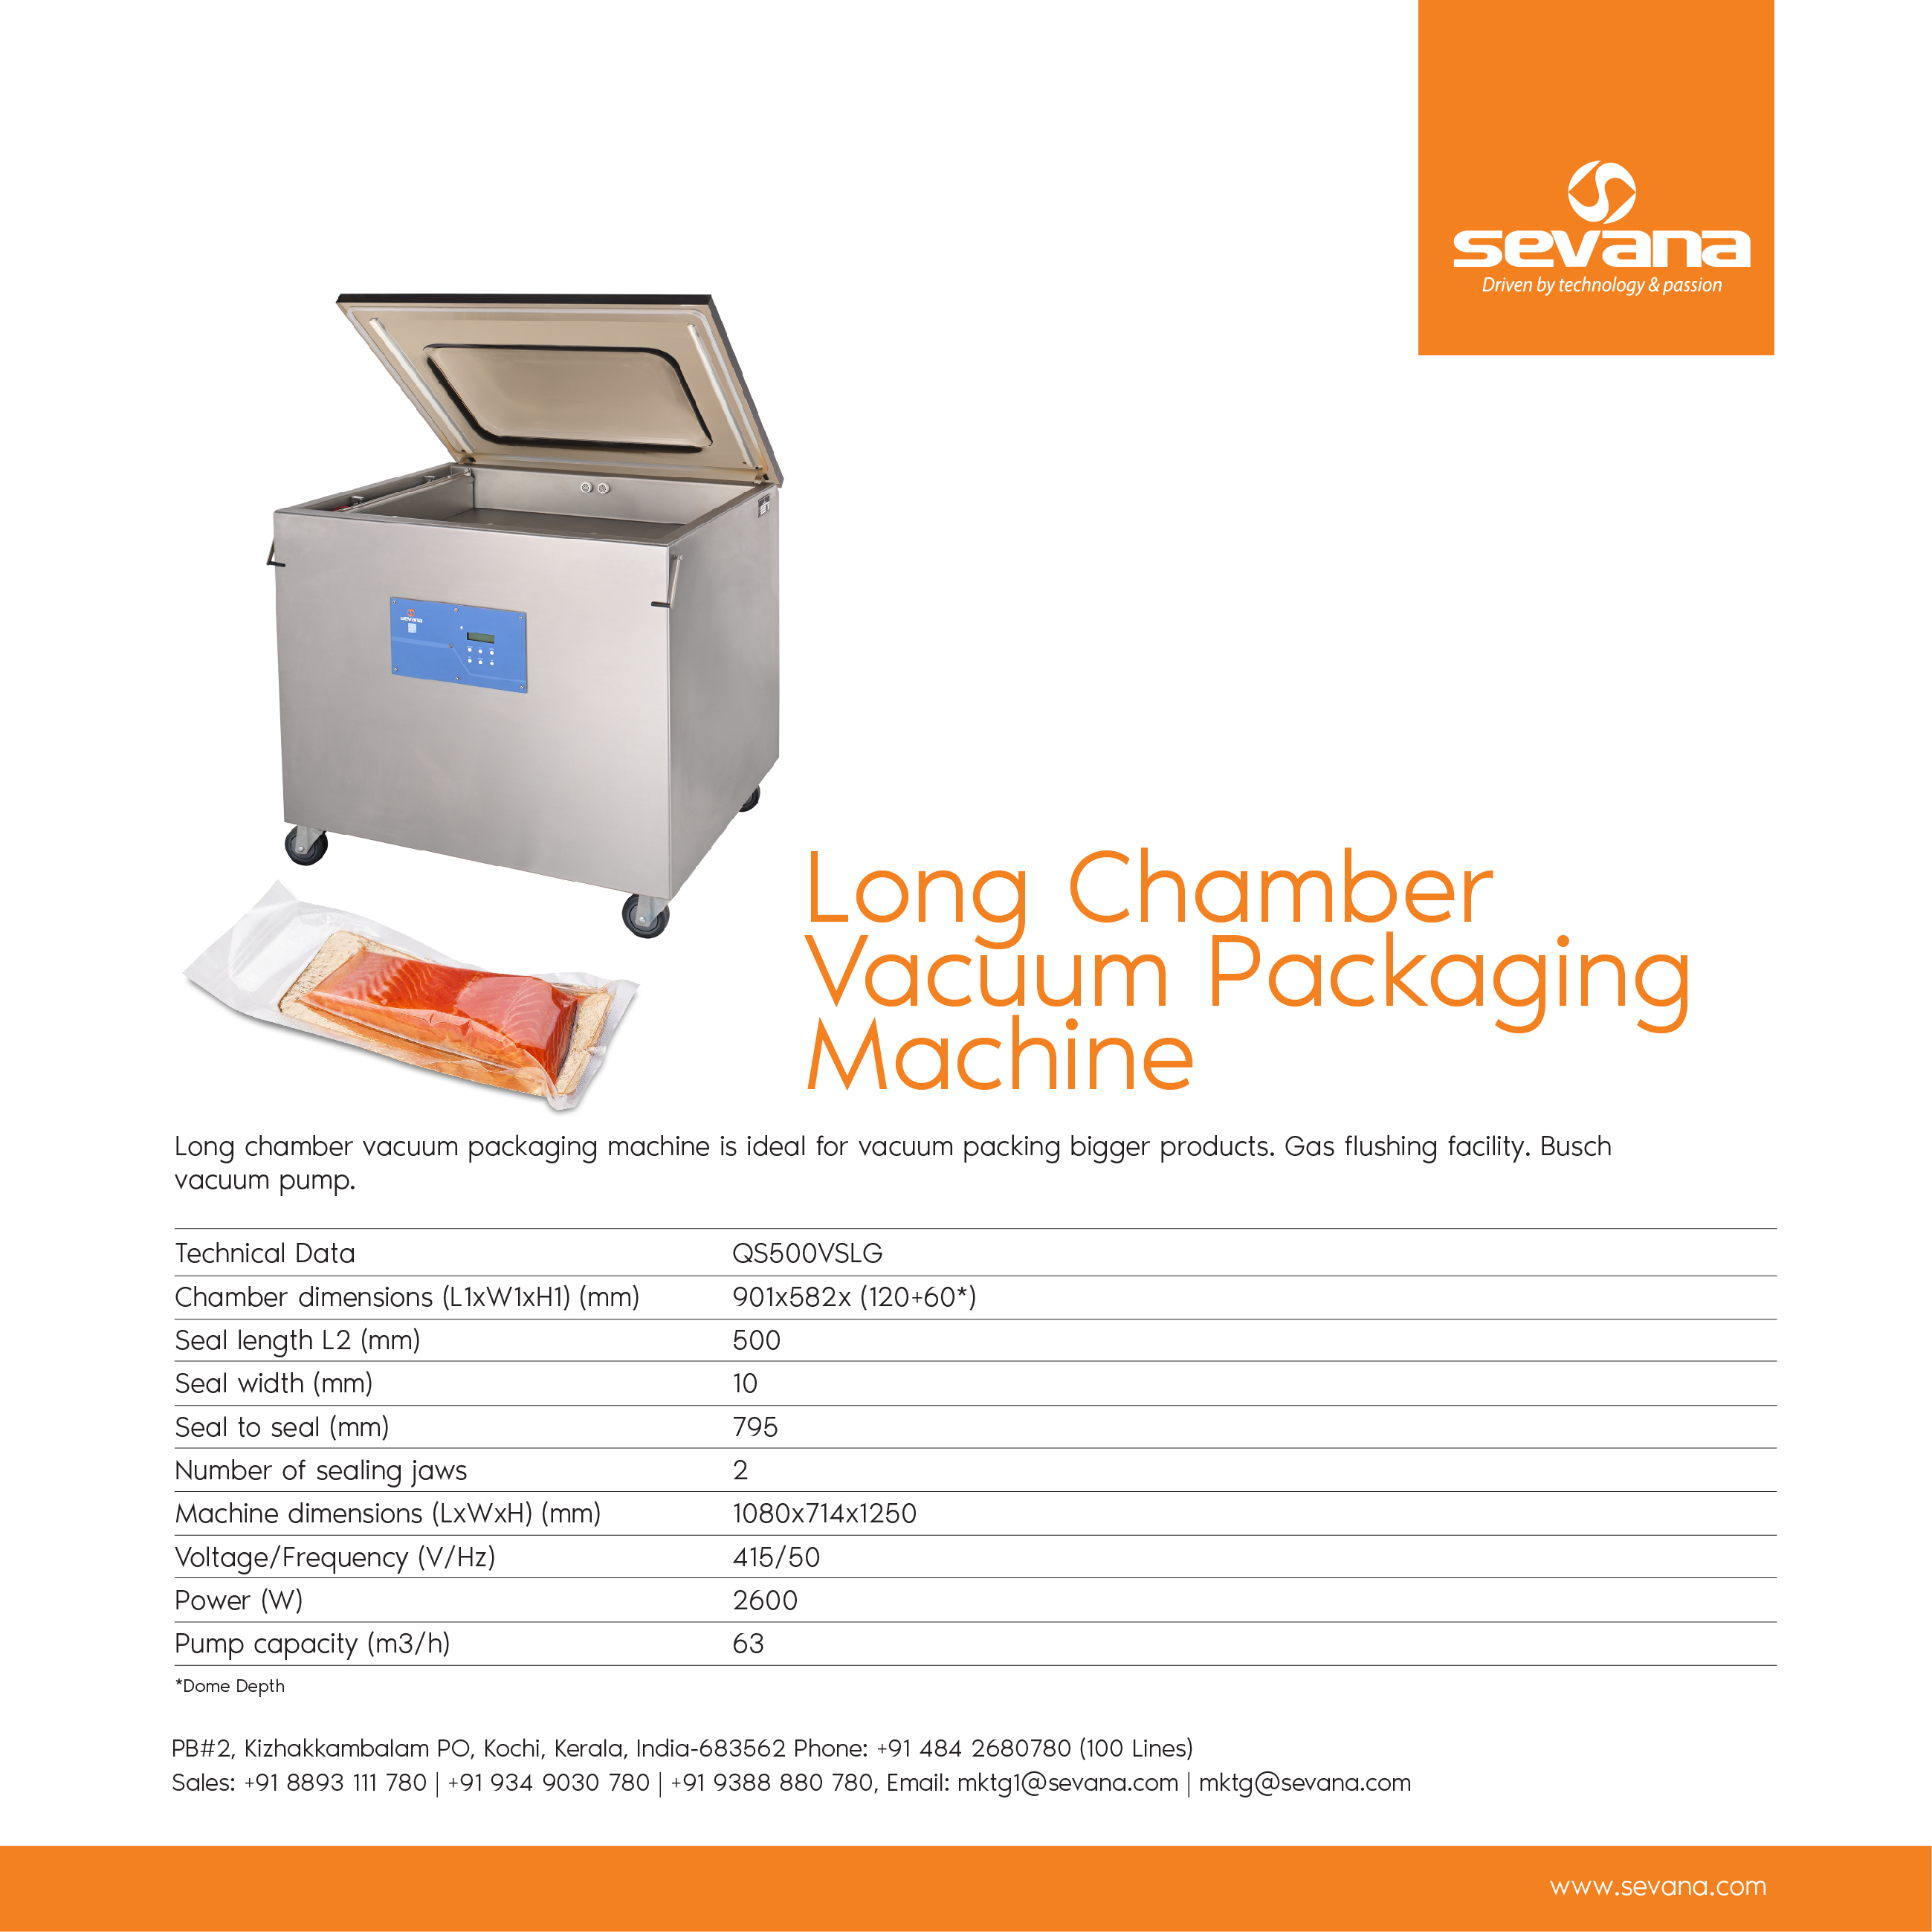 sevana
Driven by technology & passion
sevana
Long Chamber
Vacuum Packaging
Machine
Long chamber vacuum packaging machine is ideal for vacuum packing bigger products. Gas flushing facility. Busch
vacuum pump.
Technical Data QS500VSLG
Chamber dimensions (L1xW1xH1) (mm) 901x582x (120+60*)
Seal length L2 (mm) 500
Seal width (mm) 10
Seal to seal (mm) 795
Number of sealing jaws 2
Machine dimensions (LxWxH) (mm) 1080x714x1250
Voltage/Frequency (V/Hz) 415/50
Power (W) 2600
Pump capacity (m3/h) 63
*Dome Depth
PB#2, Kizhakkambalam PO, Kochi, Kerala, India-683562 Phone: +91 484 2680780 (100 Lines)
Sales: +91 8893 111 780 | +91 934 9030 780 | +91 9388 880 780, Email: mktg1@sevana.com | mktg@sevana.com
www.sevana.com